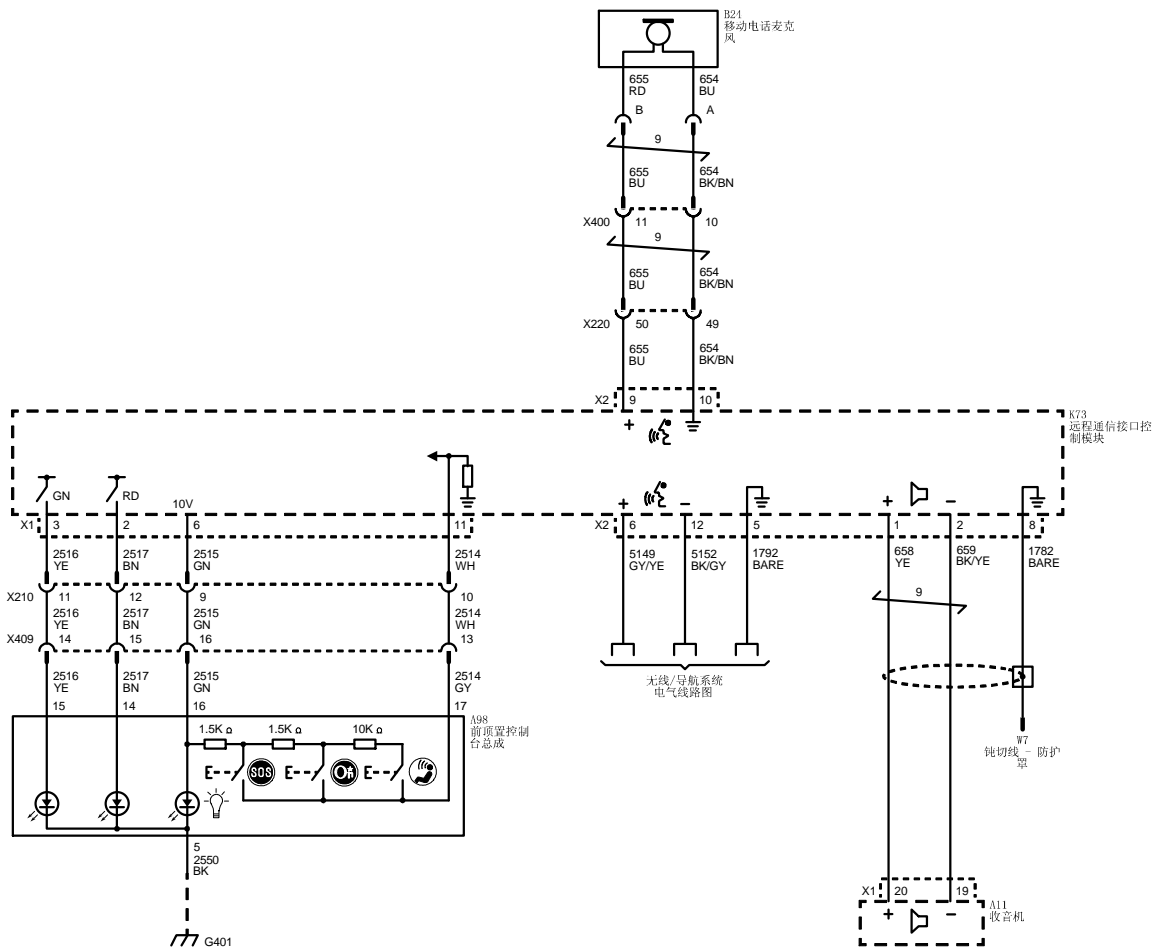 B24
移动电话麦克
风
655
RD
654
BU
B
A
9
655
BU
654
BK/BN
X400
11
10
9
655
BU
654
BK/BN
X220
50
49
655
BU
654
BK/BN
X2
9
10
K73
远程通信接口控
制模块
+
GN
RD
10V
+
−
+
−
X1
3
2
6
11
X2
6
12
5
1
2
8
2516
YE
2517
BN
2515
GN
2514
WH
5149
GY/YE
5152
BK/GY
1792
BARE
658
YE
659
BK/YE
1782
BARE
X210
11
12
9
10
9
2516
YE
2517
BN
2515
GN
2514
WH
X409
14
15
16
13
2516
YE
2517
BN
2515
GN
2514
GY
无线/导航系统
电气线路图
15
14
16
17
A98
前顶置控制
台总成
1.5K Ω
1.5K Ω
10K Ω
SOS
W7
钝切线 - 防护
罩
5
2550
BK
G401
X1
20
19
A11
收音机
+
−